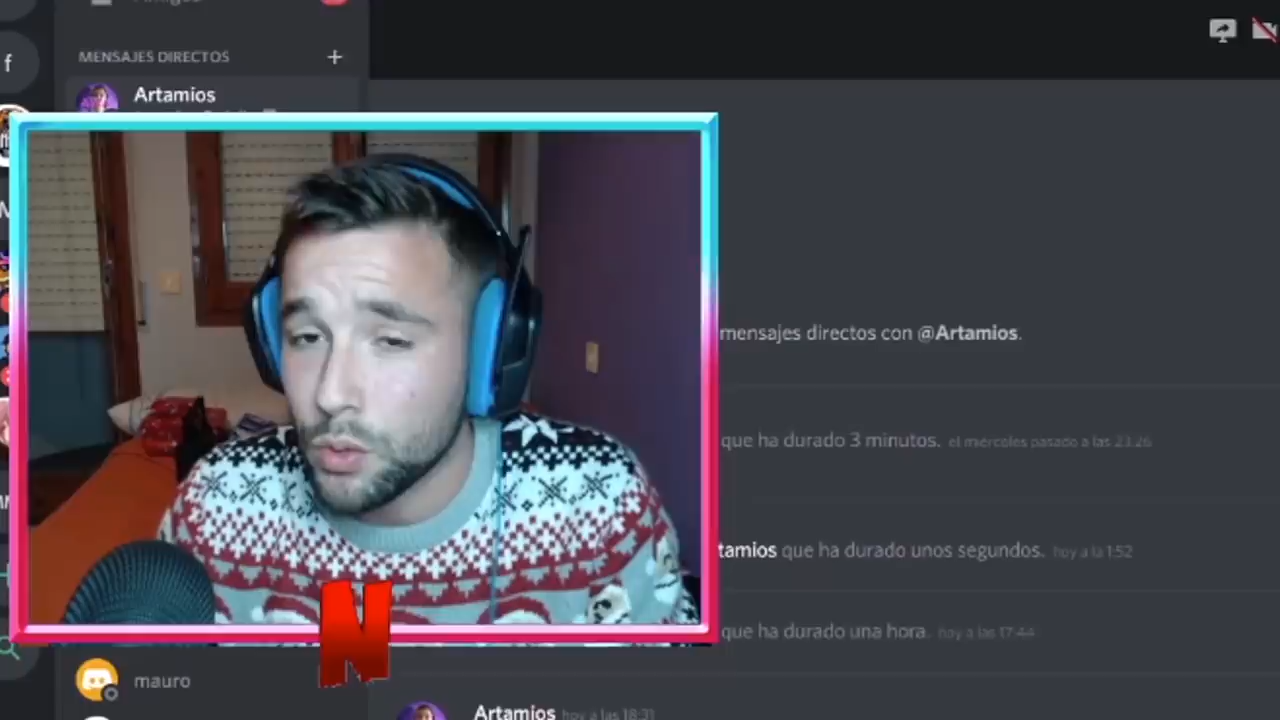 Amigos
MENSAJES DIRECTOS +
f
Artamios
mensajes directos con @Artamios.
que ha durado 3 minutos. el miércoles pasado a las 23:26
tamios que ha durado unos segundos. hoy a la 1:52
que ha durado una hora. hoy a las 17:44
N
mauro
Artamios hoy a las 18:31